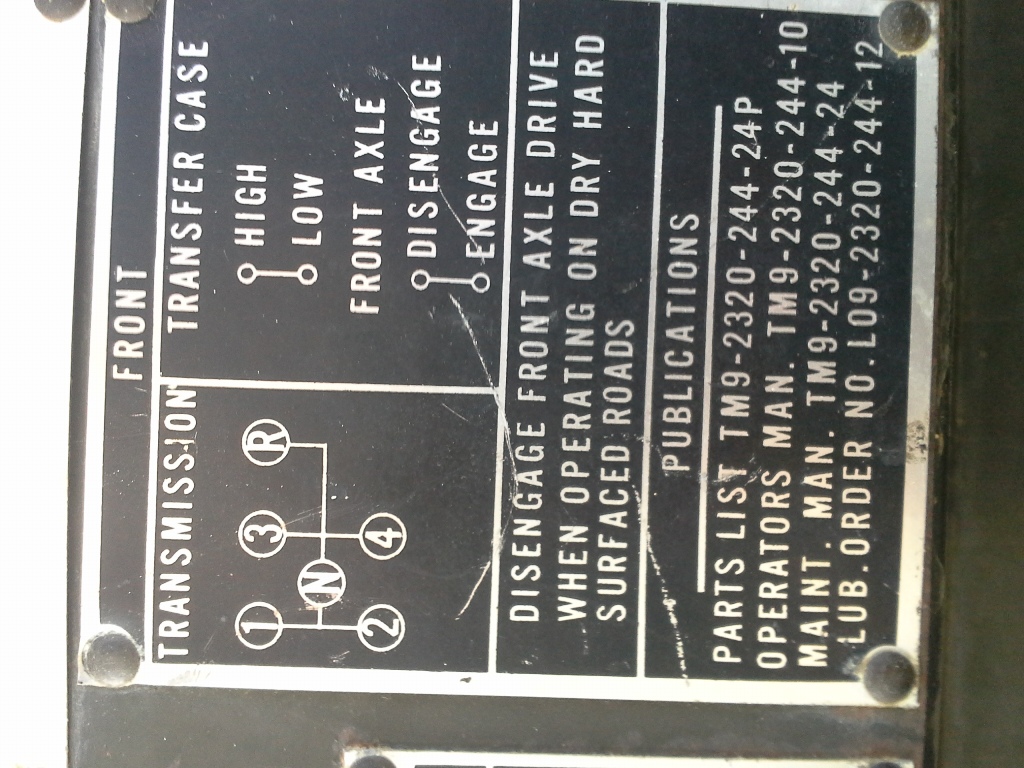 FRONT
TRANSMISSION
TRANSFER CASE
1 3 R
N
2 4
HIGH
LOW
FRONT AXLE
DISENGAGE
ENGAGE
DISENGAGE FRONT AXLE DRIVE
WHEN OPERATING ON DRY HARD
SURFACED ROADS
PUBLICATIONS
PARTS LIST TM9-2320-244-24P
OPERATORS MAN. TM9-2320-244-10
MAINT. MAN. TM9-2320-244-24
LUB. ORDER NO. LO9-2320-244-12